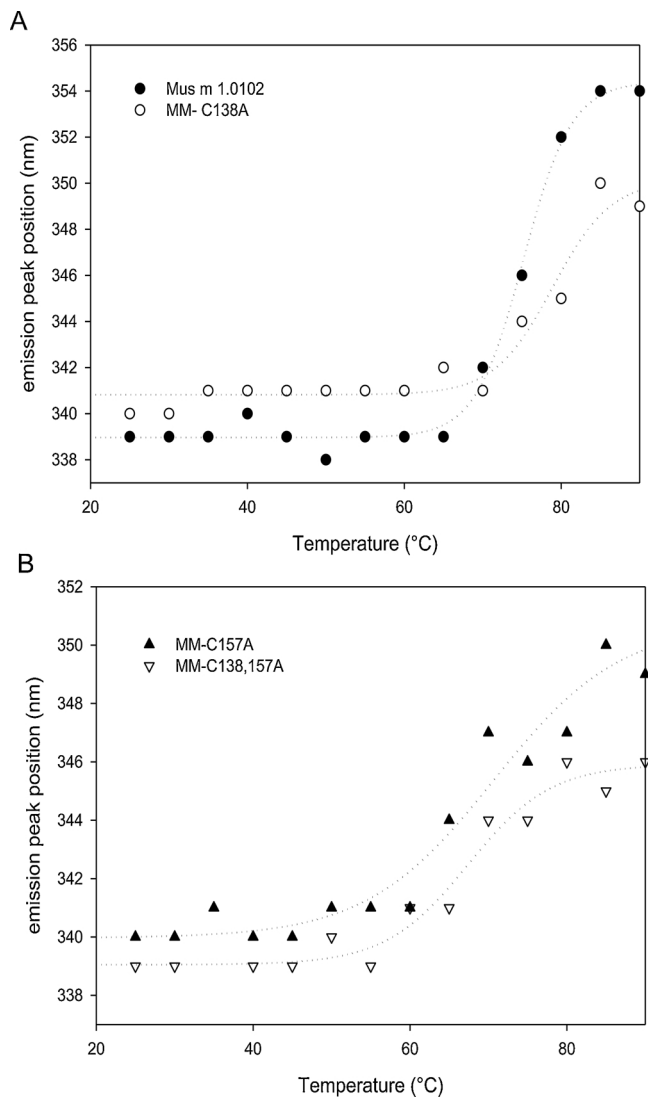 A
356
354
352
350
348
346
344
342
340
338
emission peak position (nm)
Mus m 1.0102
MM- C138A
20 40 60 80
Temperature (°C)
B
352
350
348
346
344
342
340
338
emission peak position (nm)
MM-C157A
MM-C138,157A
20 40 60 80
Temperature (°C)